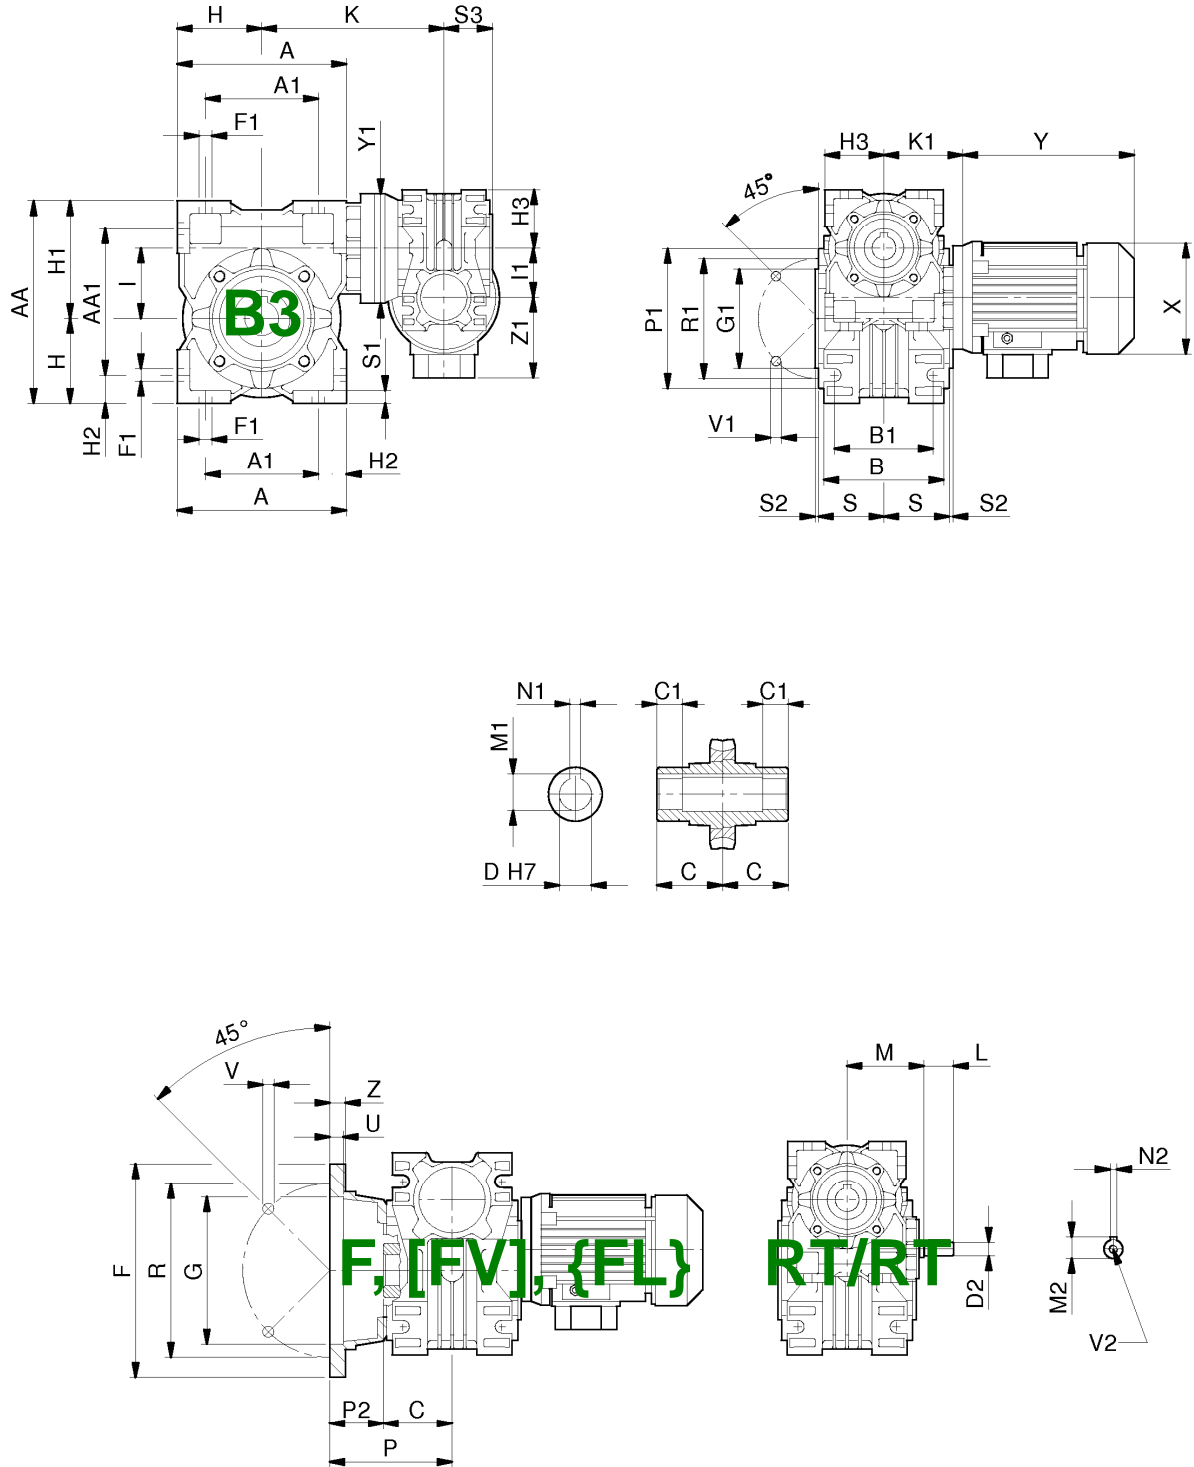 H K S3
A
A1
F1 Y1
H3 K1 Y
45°
H3
AA H1 AA1 I I1
B3
P1 R1 G1 X
H S1 Z1
H2 F1 F1
V1
A1 H2
B1
A
B
S2 S S S2
N1 C1 C1
M1
D H7 C C
45°
V Z
U
M L
N2
F R G
F, [FV], {FL} RT/RT
D2 M2
V2
P2 C
P